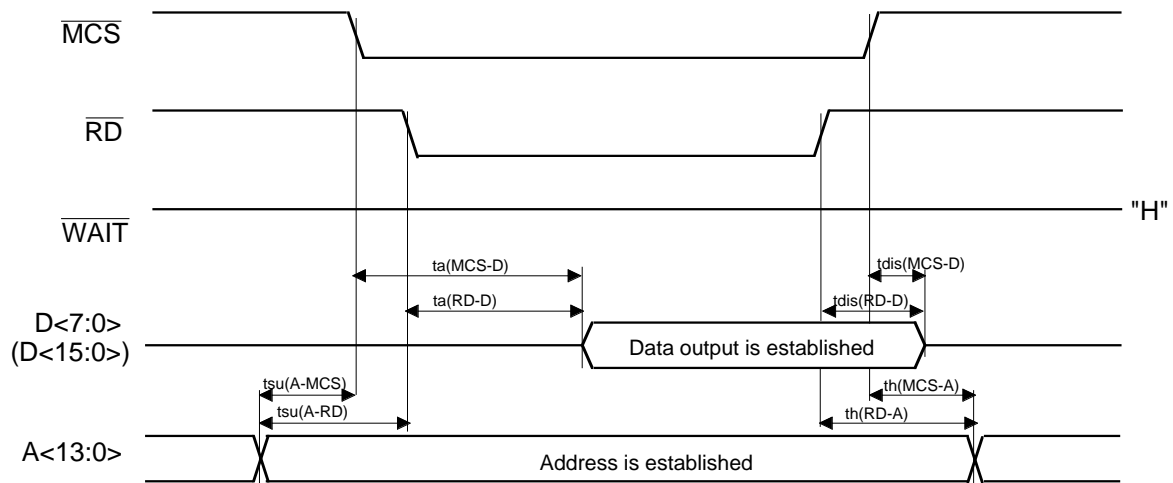 MCS
RD
WAIT
"H"
ta(MCS-D)
tdis(MCS-D)
ta(RD-D)
tdis(RD-D)
D<7:0>
(D<15:0>)
Data output is established
tsu(A-MCS)
th(MCS-A)
tsu(A-RD)
th(RD-A)
A<13:0>
Address is established